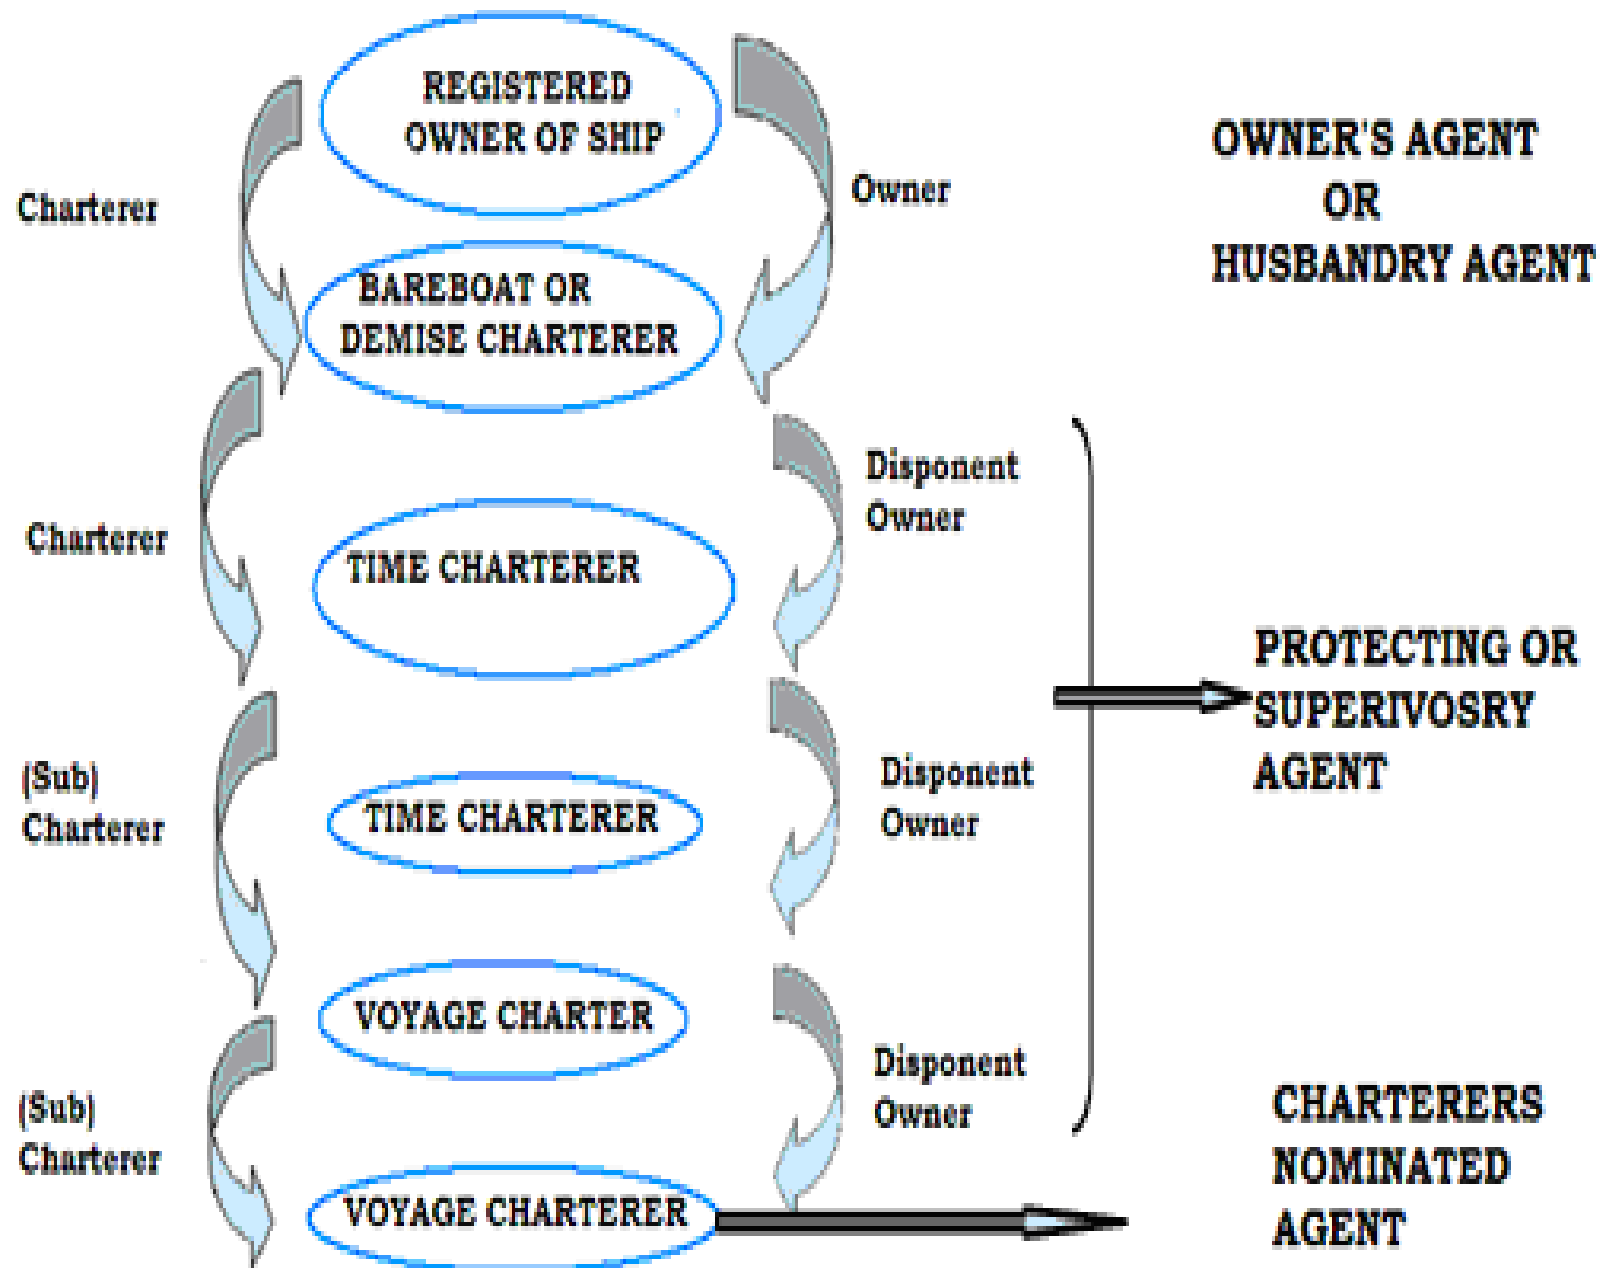 REGISTERED
OWNER OF SHIP
Charterer
Owner
OWNER'S AGENT
OR
HUSBANDRY AGENT
BAREBOAT OR
DEMISE CHARTERER
Disponent
Owner
Charterer
TIME CHARTERER
PROTECTING OR
SUPERIVOSRY
AGENT
(Sub)
Charterer
TIME CHARTERER
Disponent
Owner
VOYAGE CHARTER
Disponent
Owner
(Sub)
Charterer
VOYAGE CHARTERER
CHARTERERS
NOMINATED
AGENT